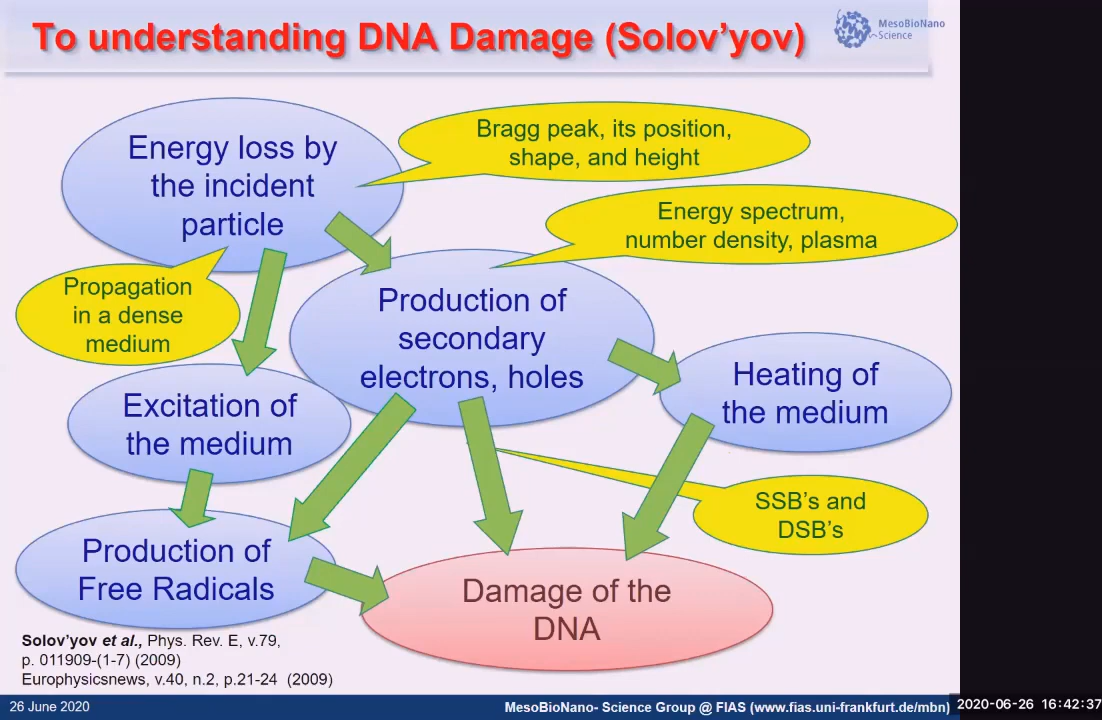 To understanding DNA Damage (Solov'yov)
MesoBioNano
Science
Energy loss by
the incident
particle
Bragg peak, its position,
shape, and height
Energy spectrum,
number density, plasma
Propagation
in a dense
medium
Production of
secondary
electrons, holes
Heating of
the medium
Excitation of
the medium
SSB's and
DSB's
Production of
Free Radicals
Damage of the
DNA
Solov'yov et al., Phys. Rev. E, v.79,
p. 011909-(1-7) (2009)
Europhysicsnews, v.40, n.2, p.21-24 (2009)
26 June 2020
MesoBioNano- Science Group @ FIAS (www.fias.uni-frankfurt.de/mbn)
2020-06-26 16:42:37